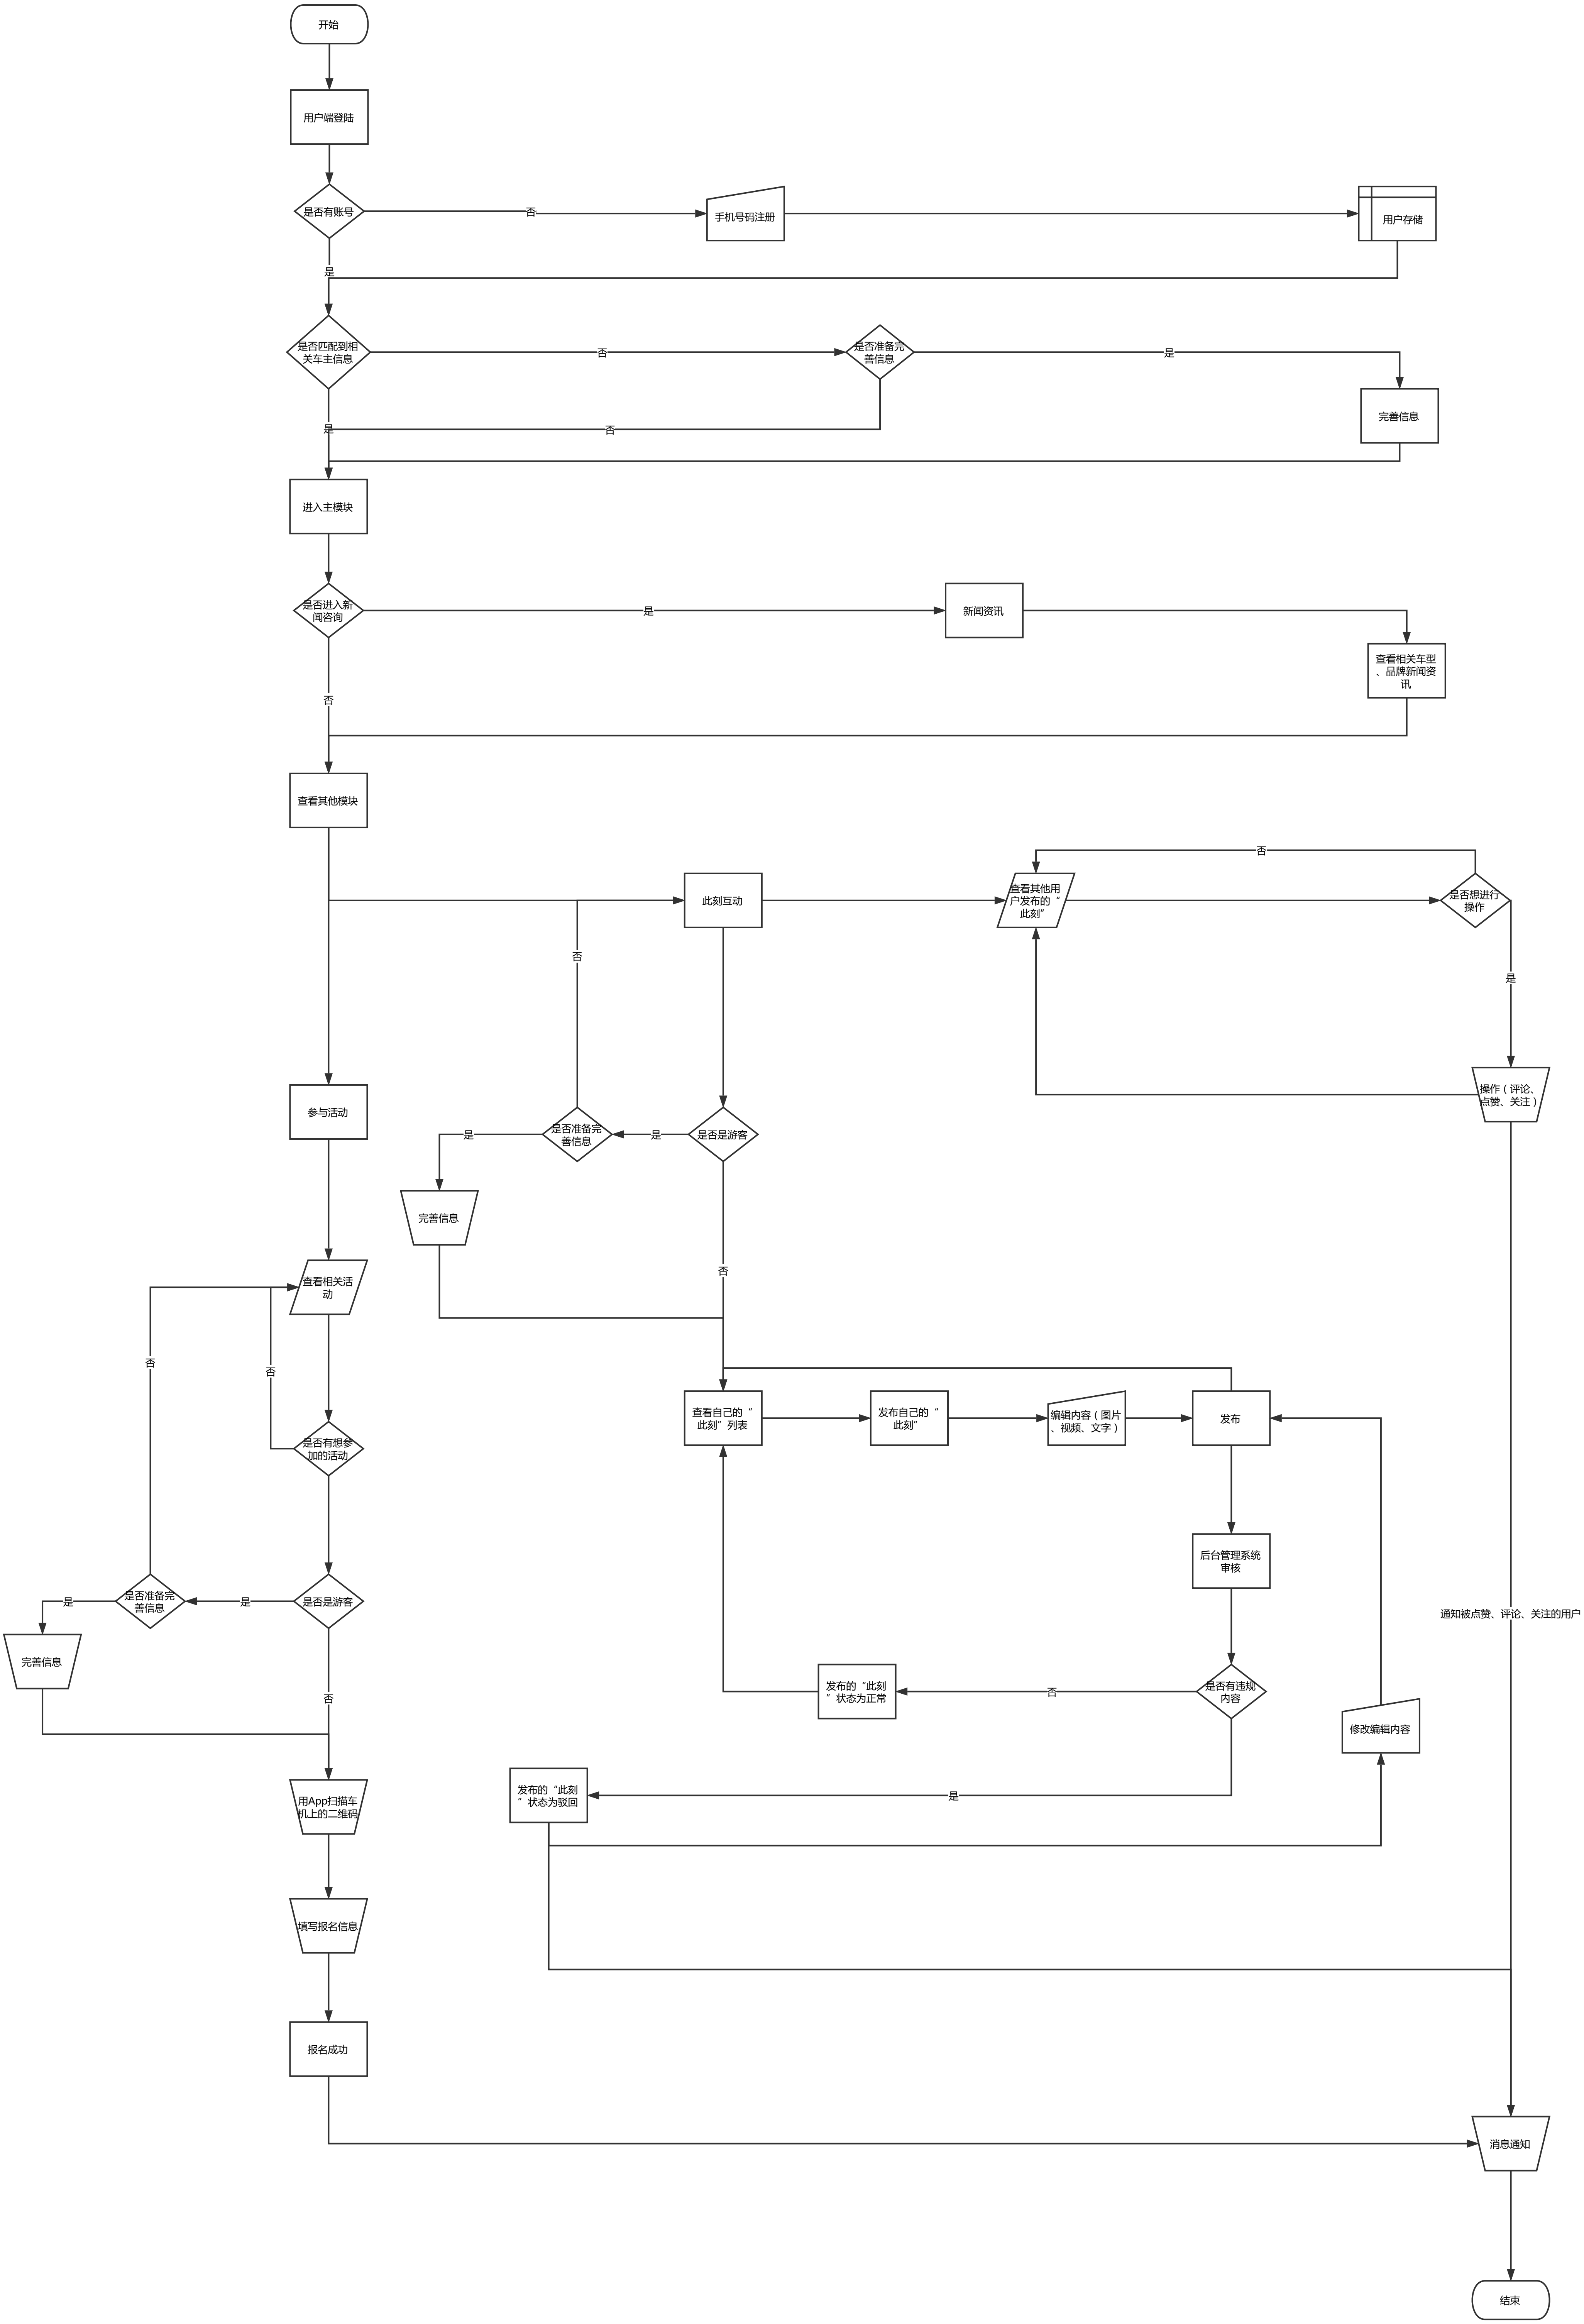 开始
用户端登陆
是否有账号
否
手机号码注册
用户存储
是
是否匹配到相
关车主信息
否
是否准备完
善信息
是
完善信息
是
否
进入主模块
是否进入新
闻咨询
是
新闻资讯
查看相关车型
、品牌新闻资
讯
否
查看其他模块
否
此刻互动
查看其他用
户发布的“
此刻”
是否想进行
操作
否
是
操作（评论、
点赞、关注）
参与活动
是否是游客
是
是否准备完
善信息
是
完善信息
否
查看相关活
动
否
否
是否有想参
加的活动
查看自己的“
此刻”列表
发布自己的“
此刻”
编辑内容（图片
、视频、文字）
发布
后台管理系统
审核
是否是游客
是
是否准备完
善信息
是
完善信息
通知被点赞、评论、关注的用户
否
发布的“此刻
”状态为正常
否
是否有违规
内容
修改编辑内容
用App扫描车
机上的二维码
发布的“此刻
”状态为驳回
是
填写报名信息
报名成功
消息通知
结束